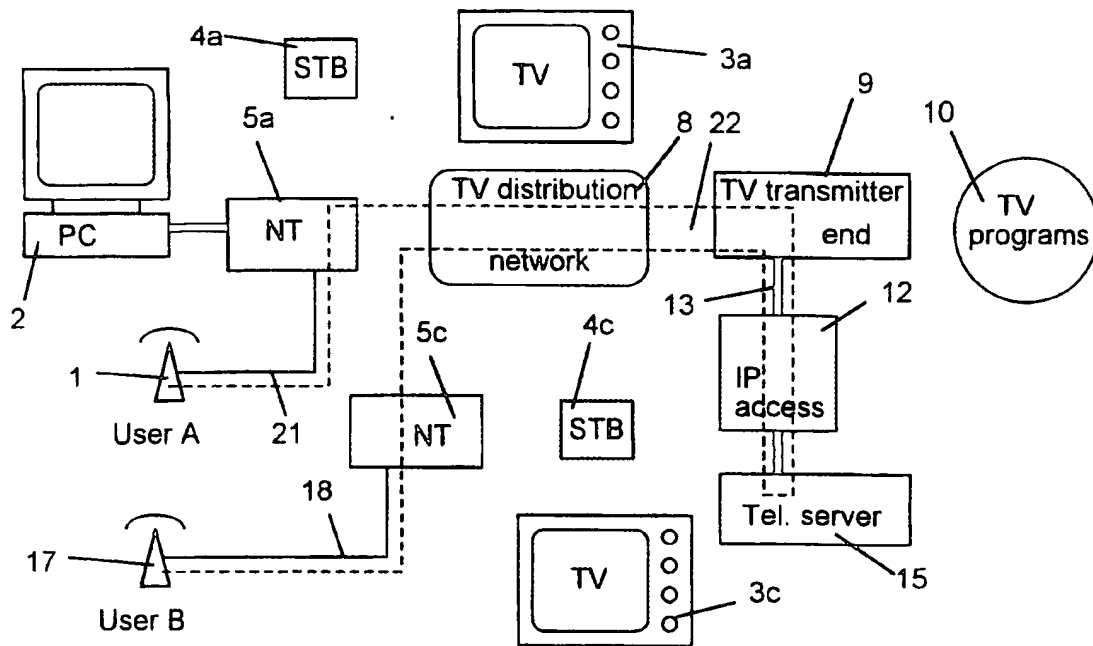 4a
STB
TV
3a
5a
8
22
9
10
PC
NT
TV distribution
network
TV transmitter
end
TV
programs
2
13
12
1
5c
4c
User A
21
NT
STB
IP
access
18
Tel. server
17
TV
3c
15
User B